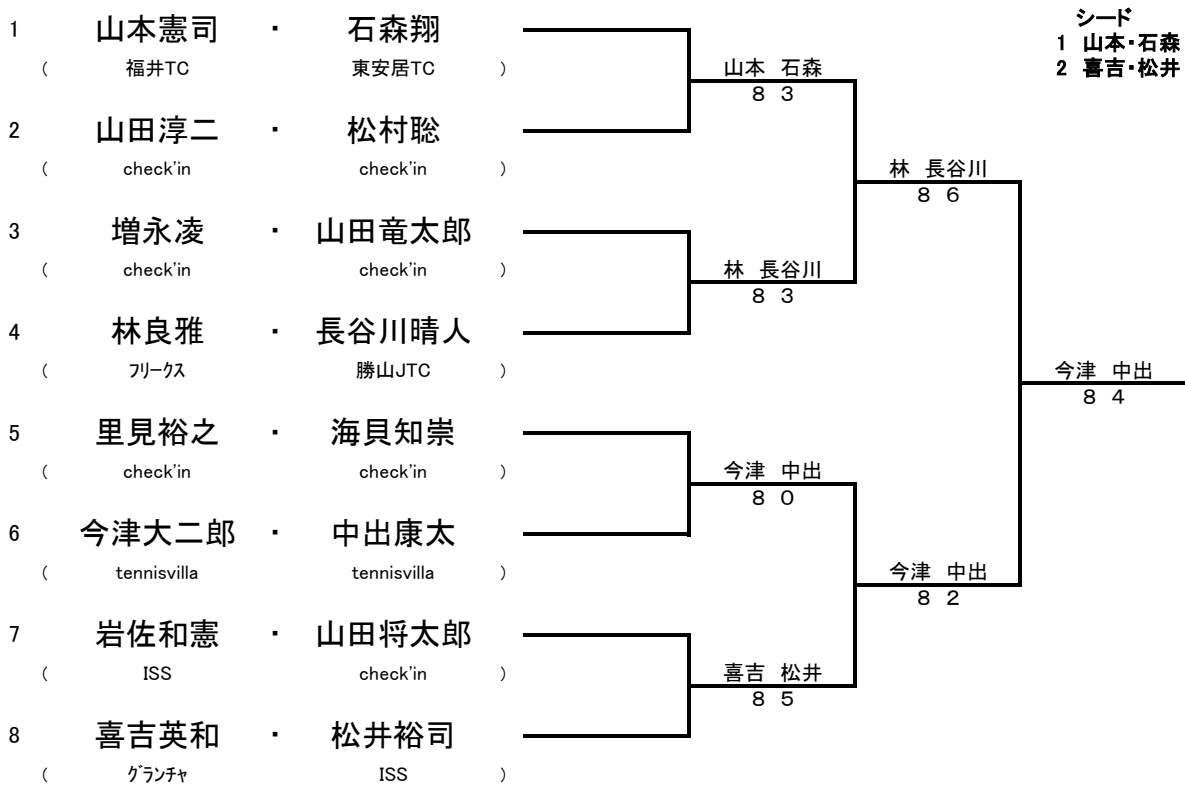 シード
1 山本・石森
2 喜吉・松井
1 山本憲司 ・ 石森翔
( 福井TC 東安居TC )
山本 石森
8 3
2 山田淳二 ・ 松村聡
( check'in check'in )
林 長谷川
8 6
3 増永凌 ・ 山田竜太郎
( check'in check'in )
林 長谷川
8 3
4 林良雅 ・ 長谷川晴人
( フリークス 勝山JTC )
今津 中出
8 4
5 里見裕之 ・ 海貝知崇
( check'in check'in )
今津 中出
8 0
6 今津大二郎 ・ 中出康太
( tennisvilla tennisvilla )
今津 中出
8 2
7 岩佐和憲 ・ 山田将太郎
( ISS check'in )
喜吉 松井
8 5
8 喜吉英和 ・ 松井裕司
( グランチャ ISS )